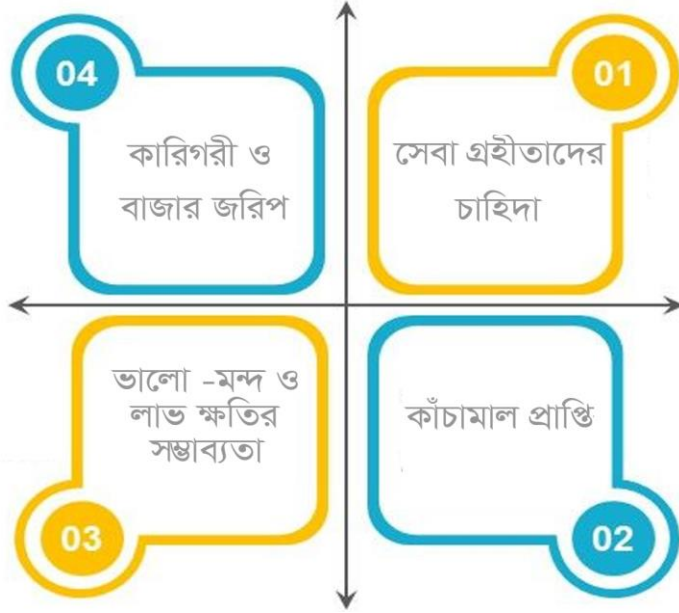 04
কারিগরী ও
বাজার জরিপ
01
সেবা গ্রহীতাদের
চাহিদা
ভালো -মন্দ ও
লাভ ক্ষতির
সম্ভাব্যতা
03
কাঁচামাল প্রাপ্তি
02